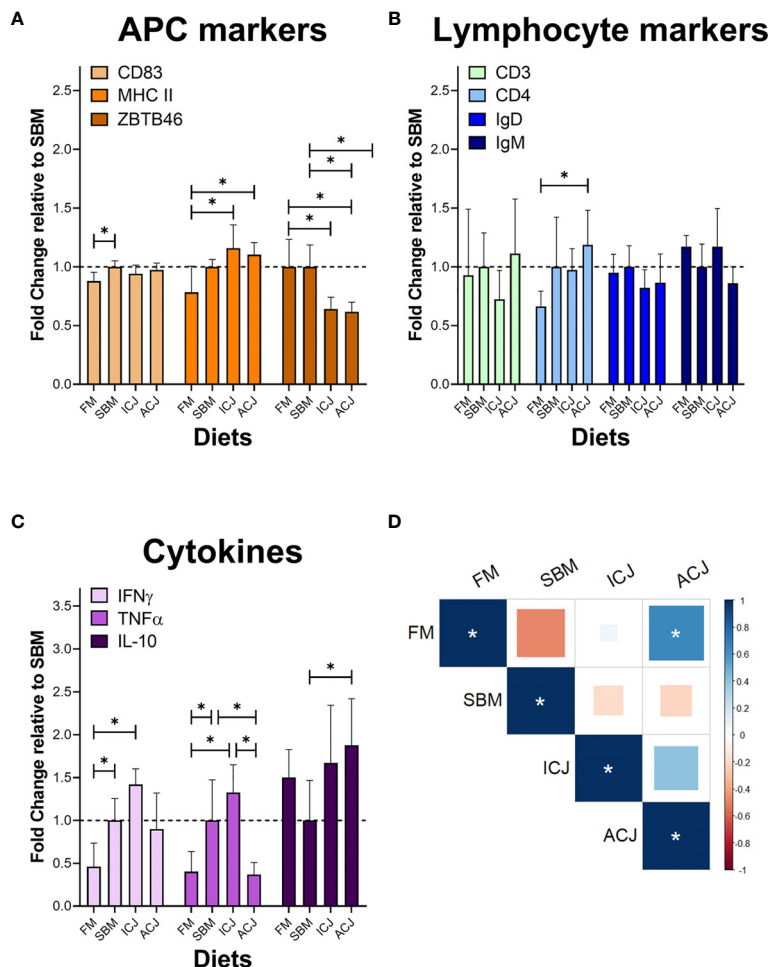 A
APC markers
CD83
MHC II
ZBTB46
2.5
2.0
1.5
1.0
0.5
0.0
Fold Change relative to SBM
* * * * * * *
FM SBM ICJ ACJ FM SBM ICJ ACJ FM SBM ICJ ACJ
Diets
B
Lymphocyte markers
CD3
CD4
IgD
IgM
2.5
2.0
1.5
1.0
0.5
0.0
Fold Change relative to SBM
*
FM SBM ICJ ACJ FM SBM ICJ ACJ FM SBM ICJ ACJ FM SBM ICJ ACJ
Diets
C
Cytokines
IFNγ
TNFα
IL-10
3.5
3.0
2.5
2.0
1.5
1.0
0.5
0.0
Fold Change relative to SBM
* * * * * * *
FM SBM ICJ ACJ FM SBM ICJ ACJ FM SBM ICJ ACJ
Diets
D
FM SBM ICJ ACJ
FM * *
SBM *
ICJ *
ACJ *
1
0.8
0.6
0.4
0.2
0
-0.2
-0.4
-0.6
-0.8
-1